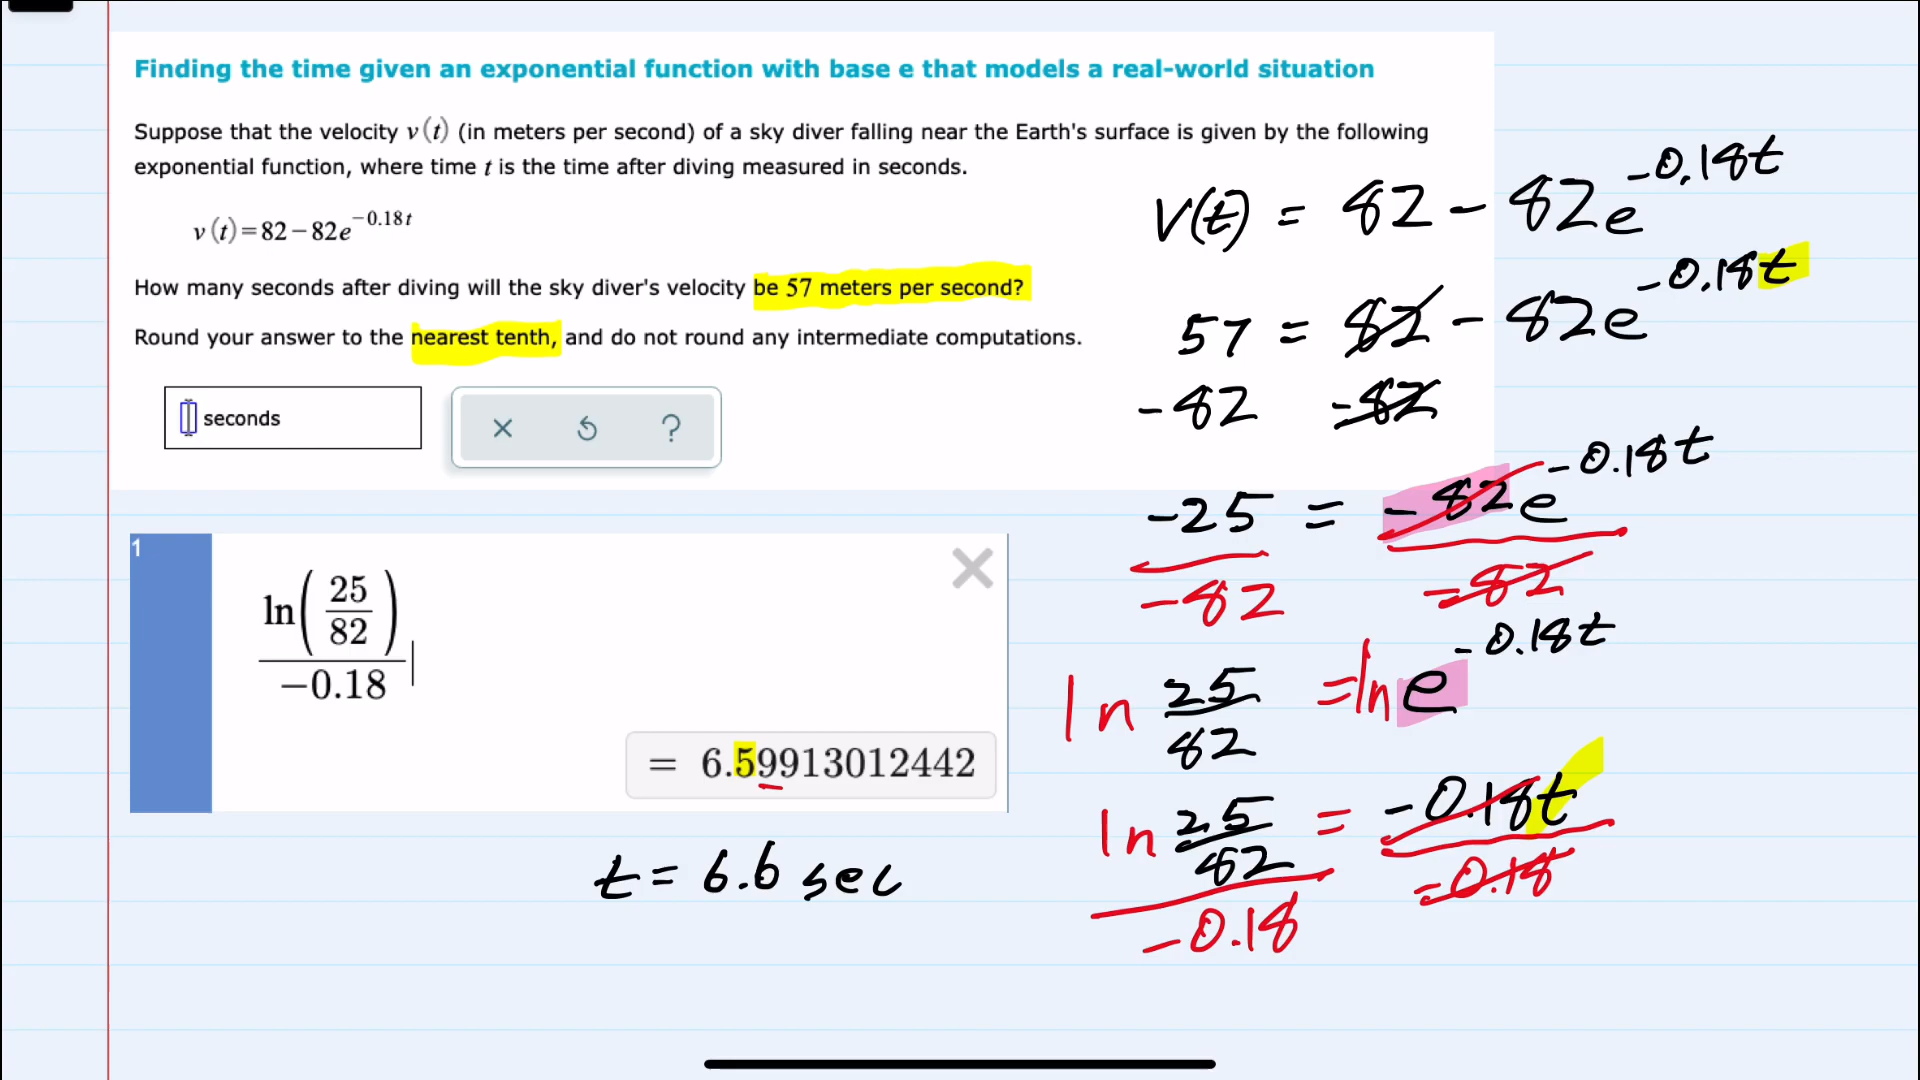 Finding the time given an exponential function with base e that models a real-world situation
Suppose that the velocity v(t) (in meters per second) of a sky diver falling near the Earth's surface is given by the following
exponential function, where time t is the time after diving measured in seconds.
v(t)=82−82e^−0.18t
How many seconds after diving will the sky diver's velocity be 57 meters per second?
Round your answer to the nearest tenth, and do not round any intermediate computations.
seconds
× ?
1
ln(25/82)/−0.18
= 6.59913012442
t = 6.6 sec
V(t) = 82 − 82e^−0.18t
57 = 82 − 82e^−0.18t
−82 −82
−25 = −82e^−0.18t
−82 −82
ln 25/82 = ln e^−0.18t
ln 25/82 = −0.18t
−0.18 −0.18